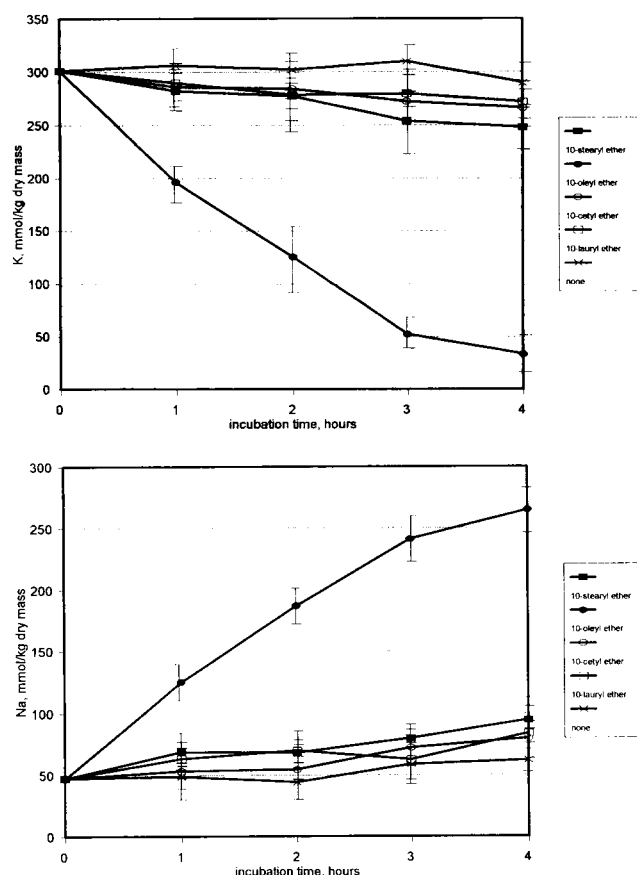 350
300
250
200
150
100
50
0
K, mmol/kg dry mass
0 1 2 3 4
incubation time, hours
10-stearyl ether
10-oleyl ether
10-cetyl ether
10-lauryl ether
none
300
250
200
150
100
50
0
Na, mmol/kg dry mass
0 1 2 3 4
incubation time, hours
10-stearyl ether
10-oleyl ether
10-cetyl ether
10-lauryl ether
none